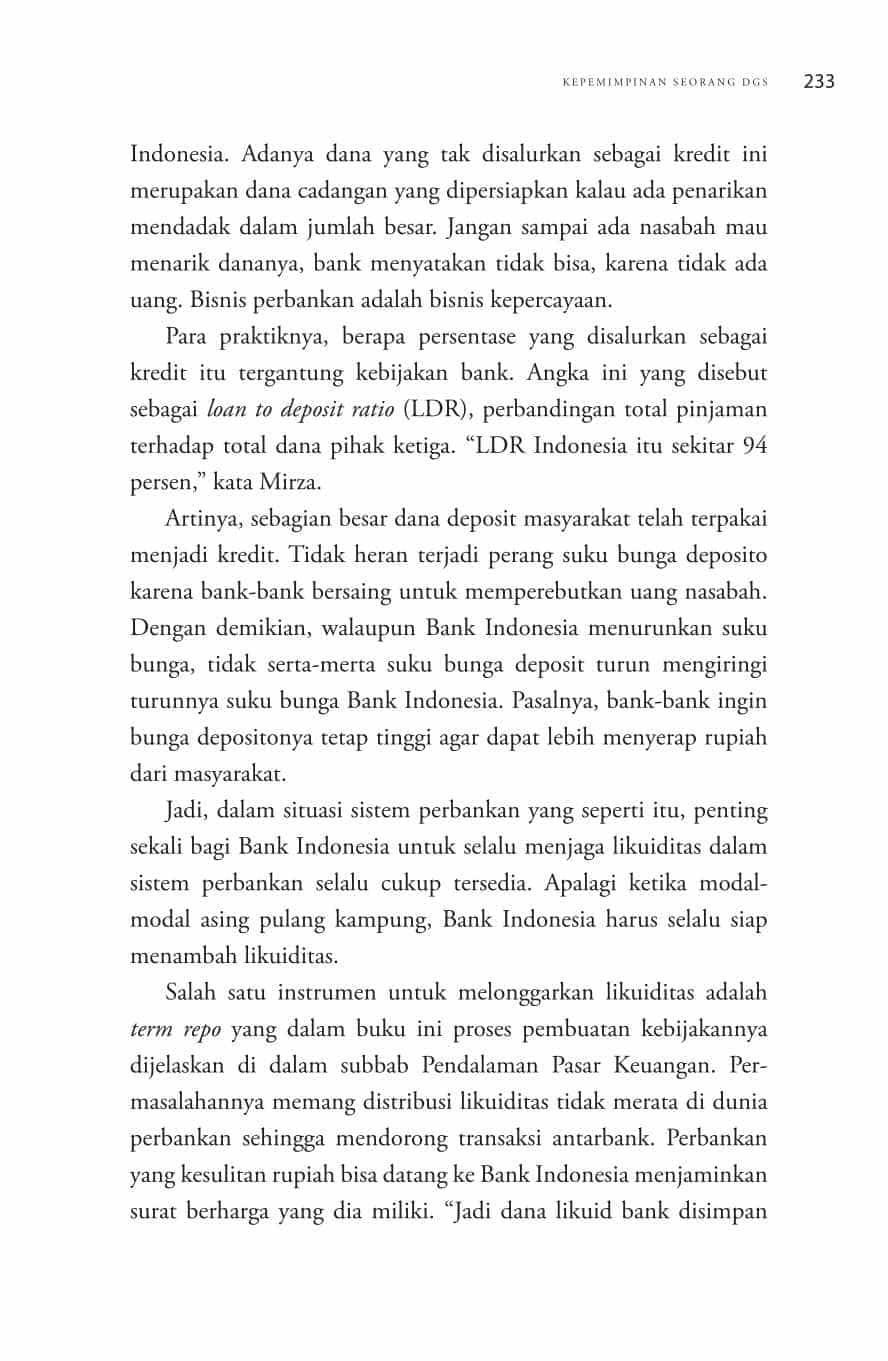 KEPEMIMPINAN SEORANG DGS 233
Indonesia. Adanya dana yang tak disalurkan sebagai kredit ini
merupakan dana cadangan yang dipersiapkan kalau ada penarikan
mendadak dalam jumlah besar. Jangan sampai ada nasabah mau
menarik dananya, bank menyatakan tidak bisa, karena tidak ada
uang. Bisnis perbankan adalah bisnis kepercayaan.
Para praktiknya, berapa persentase yang disalurkan sebagai
kredit itu tergantung kebijakan bank. Angka ini yang disebut
sebagai loan to deposit ratio (LDR), perbandingan total pinjaman
terhadap total dana pihak ketiga. “LDR Indonesia itu sekitar 94
persen,” kata Mirza.
Artinya, sebagian besar dana deposit masyarakat telah terpakai
menjadi kredit. Tidak heran terjadi perang suku bunga deposito
karena bank-bank bersaing untuk memperebutkan uang nasabah.
Dengan demikian, walaupun Bank Indonesia menurunkan suku
bunga, tidak serta-merta suku bunga deposit turun mengiringi
turunnya suku bunga Bank Indonesia. Pasalnya, bank-bank ingin
bunga depositonya tetap tinggi agar dapat lebih menyerap rupiah
dari masyarakat.
Jadi, dalam situasi sistem perbankan yang seperti itu, penting
sekali bagi Bank Indonesia untuk selalu menjaga likuiditas dalam
sistem perbankan selalu cukup tersedia. Apalagi ketika modal-
modal asing pulang kampung, Bank Indonesia harus selalu siap
menambah likuiditas.
Salah satu instrumen untuk melonggarkan likuiditas adalah
term repo yang dalam buku ini proses pembuatan kebijakannya
dijelaskan di dalam subbab Pendalaman Pasar Keuangan. Per-
masalahannya memang distribusi likuiditas tidak merata di dunia
perbankan sehingga mendorong transaksi antarbank. Perbankan
yang kesulitan rupiah bisa datang ke Bank Indonesia menjaminkan
surat berharga yang dia miliki. “Jadi dana likuid bank disimpan